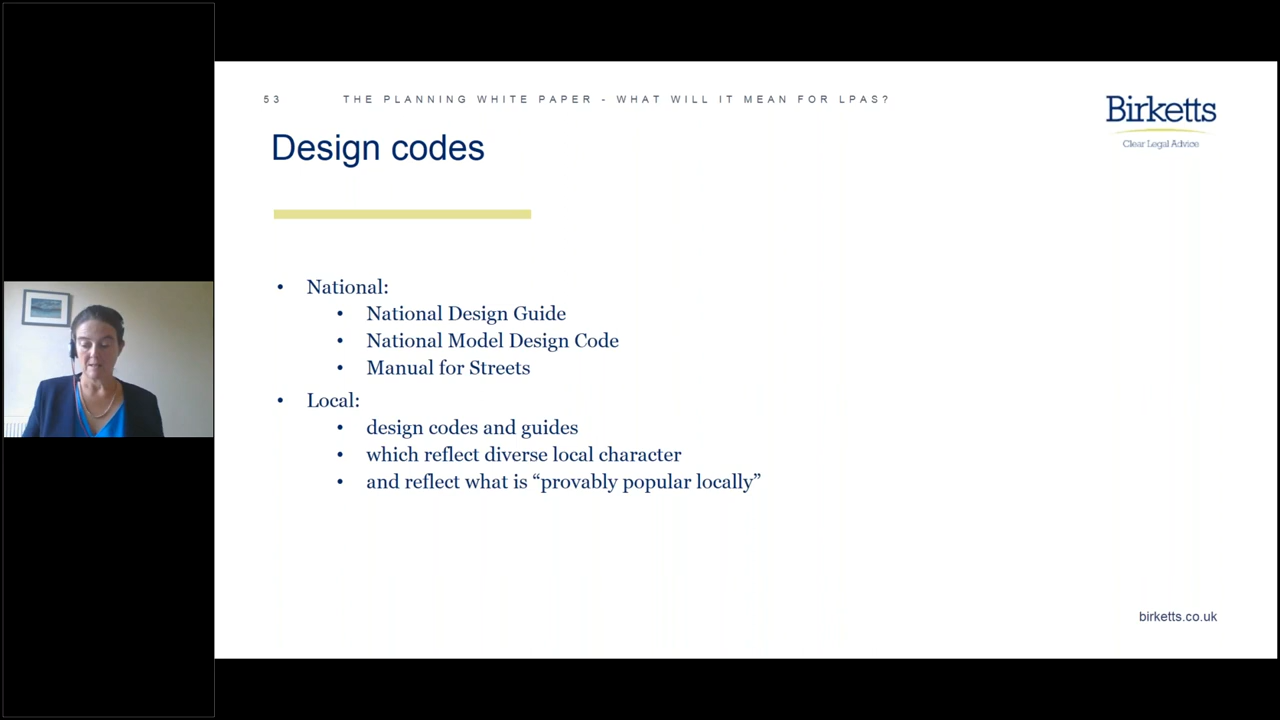 53 THE PLANNING WHITE PAPER - WHAT WILL IT MEAN FOR LPAS?
Birketts
Clear Legal Advice
Design codes
• National:
• National Design Guide
• National Model Design Code
• Manual for Streets
• Local:
• design codes and guides
• which reflect diverse local character
• and reflect what is “provably popular locally”
birketts.co.uk